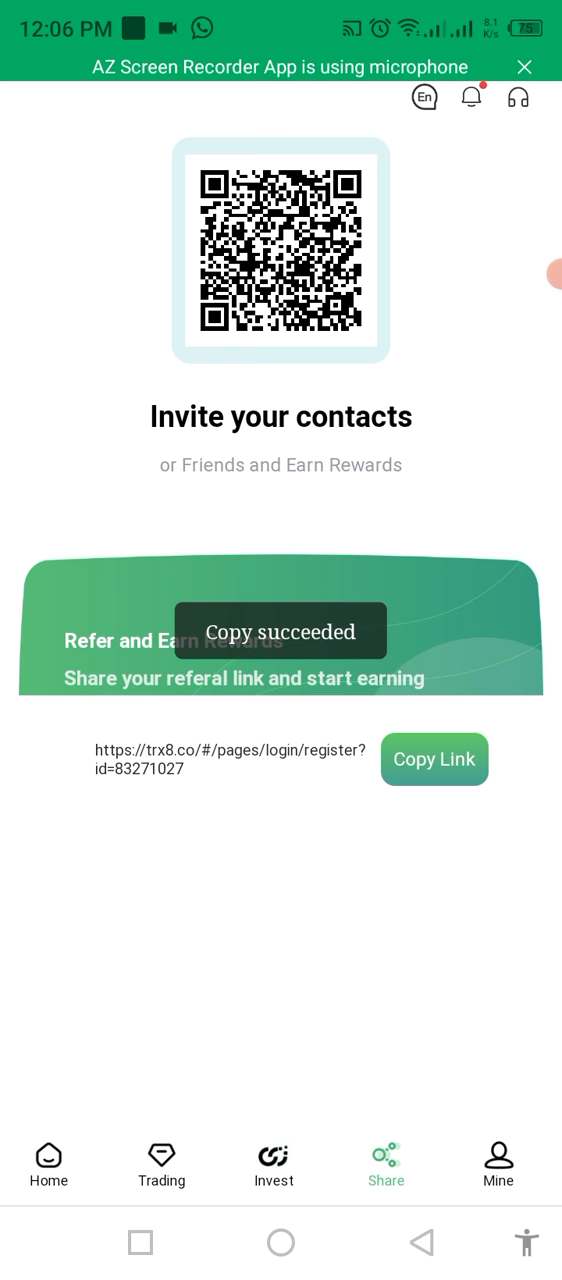 12:06 PM
8.1
K/s
75
AZ Screen Recorder App is using microphone
En
Invite your contacts
or Friends and Earn Rewards
Copy succeeded
Refer and Earn Rewards
Share your referal link and start earning
https://trx8.co/#/pages/login/register?
id=83271027
Copy Link
Home
Trading
Invest
Share
Mine